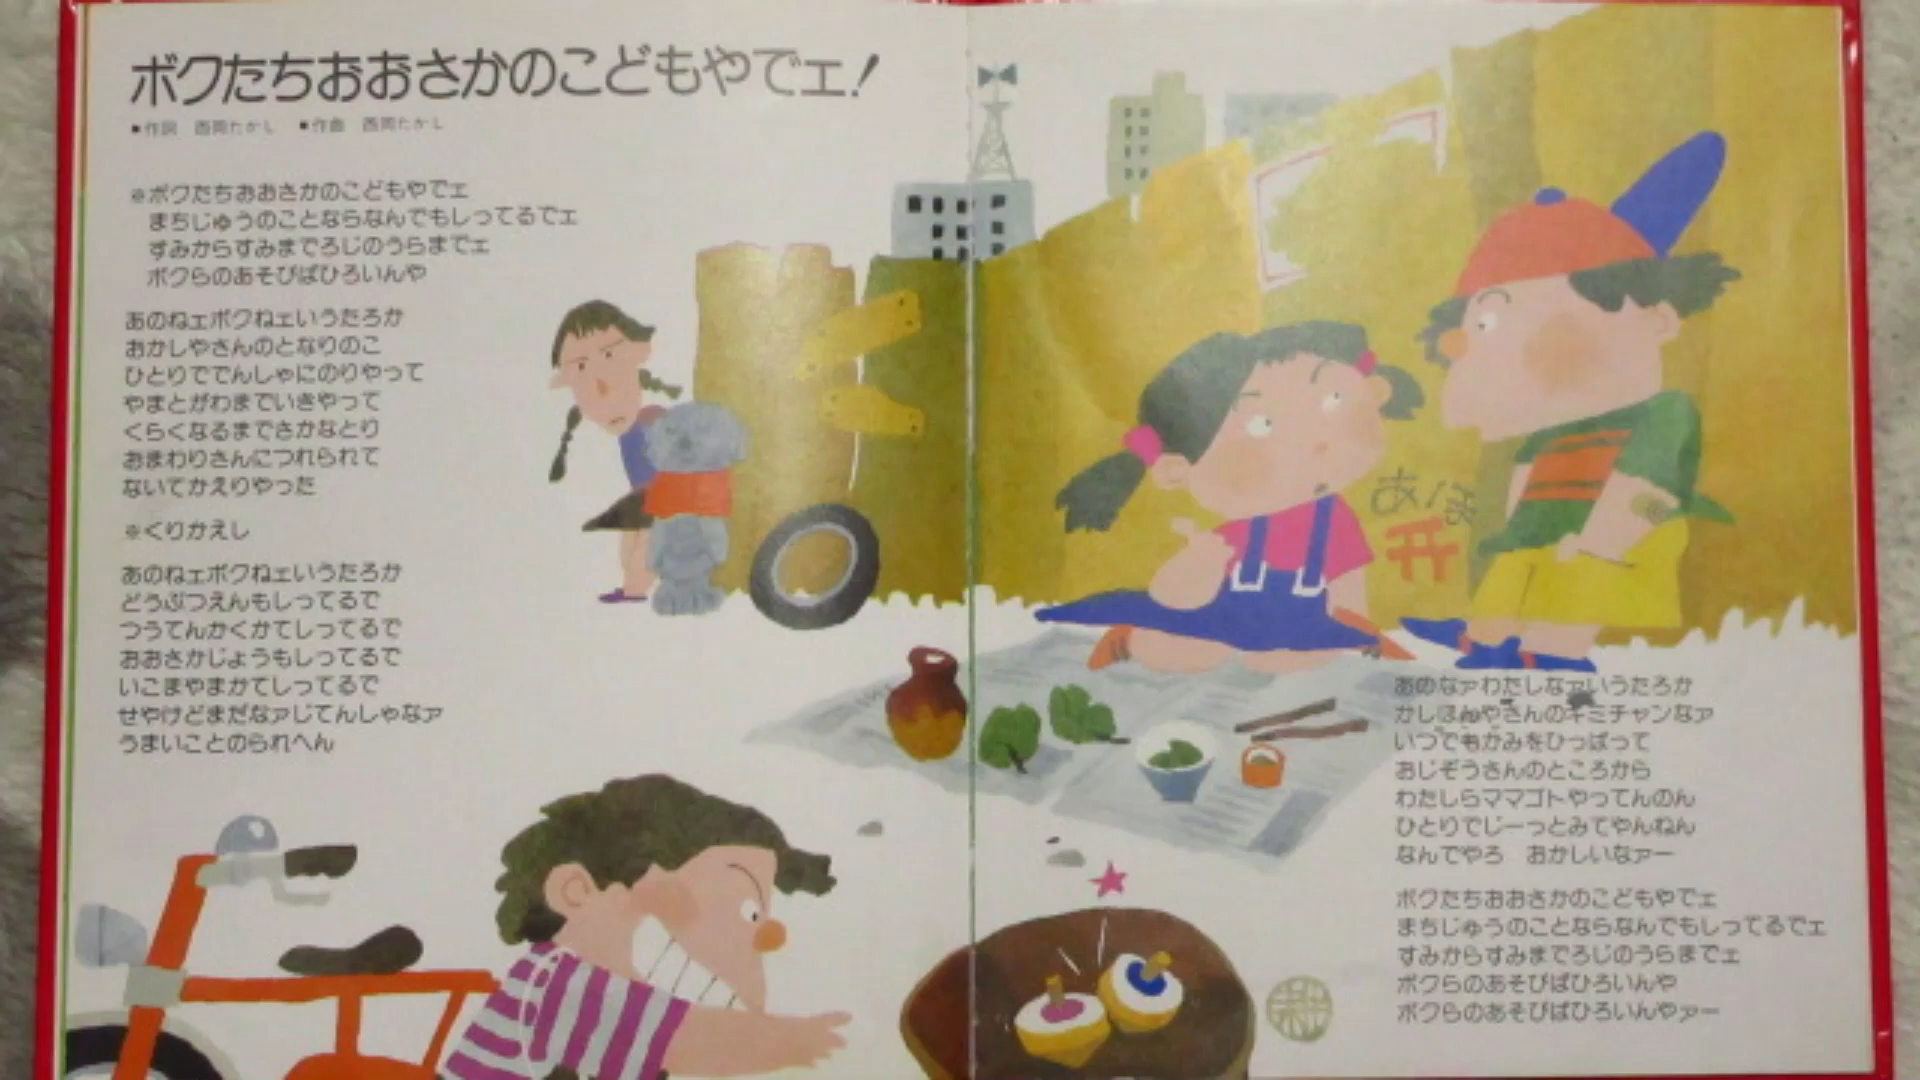 ボクたちおおさかのこどもやでェ!
■作詞 西岡たかし ■作曲 西岡たかし
※ボクたちおおさかのこどもやでェ
まちじゅうのことならなんでもしってるでェ
すみからすみまでろじのうらまでェ
ボクらのあそびばひろいんや
あのねェボクねェいうたろか
おかしやさんのとなりのこ
ひとりででんしゃにのりやって
やまとがわまでいきやって
くらくなるまでさかなとり
おまわりさんにつれられて
ないてかえりやった
※くりかえし
あのねェボクねェいうたろか
どうぶつえんもしってるで
つうてんかくかてしってるで
おおさかじょうもしってるで
いこまやまかてしってるで
せやけどまだなァじてんしゃなァ
うまいことのられへん
あほ
あのなァわたしなァいうたろか
かしほんやさんのキミチャンなァ
いつでもかみをひっぱって
おじぞうさんのところから
わたしらママゴトやってんのん
ひとりでじーっとみてやんねん
なんでやろ おかしいなァー
ボクたちおおさかのこどもやでェ
まちじゅうのことならなんでもしってるでェ
すみからすみまでろじのうらまでェ
ボクらのあそびばひろいんや
ボクらのあそびばひろいんやァー